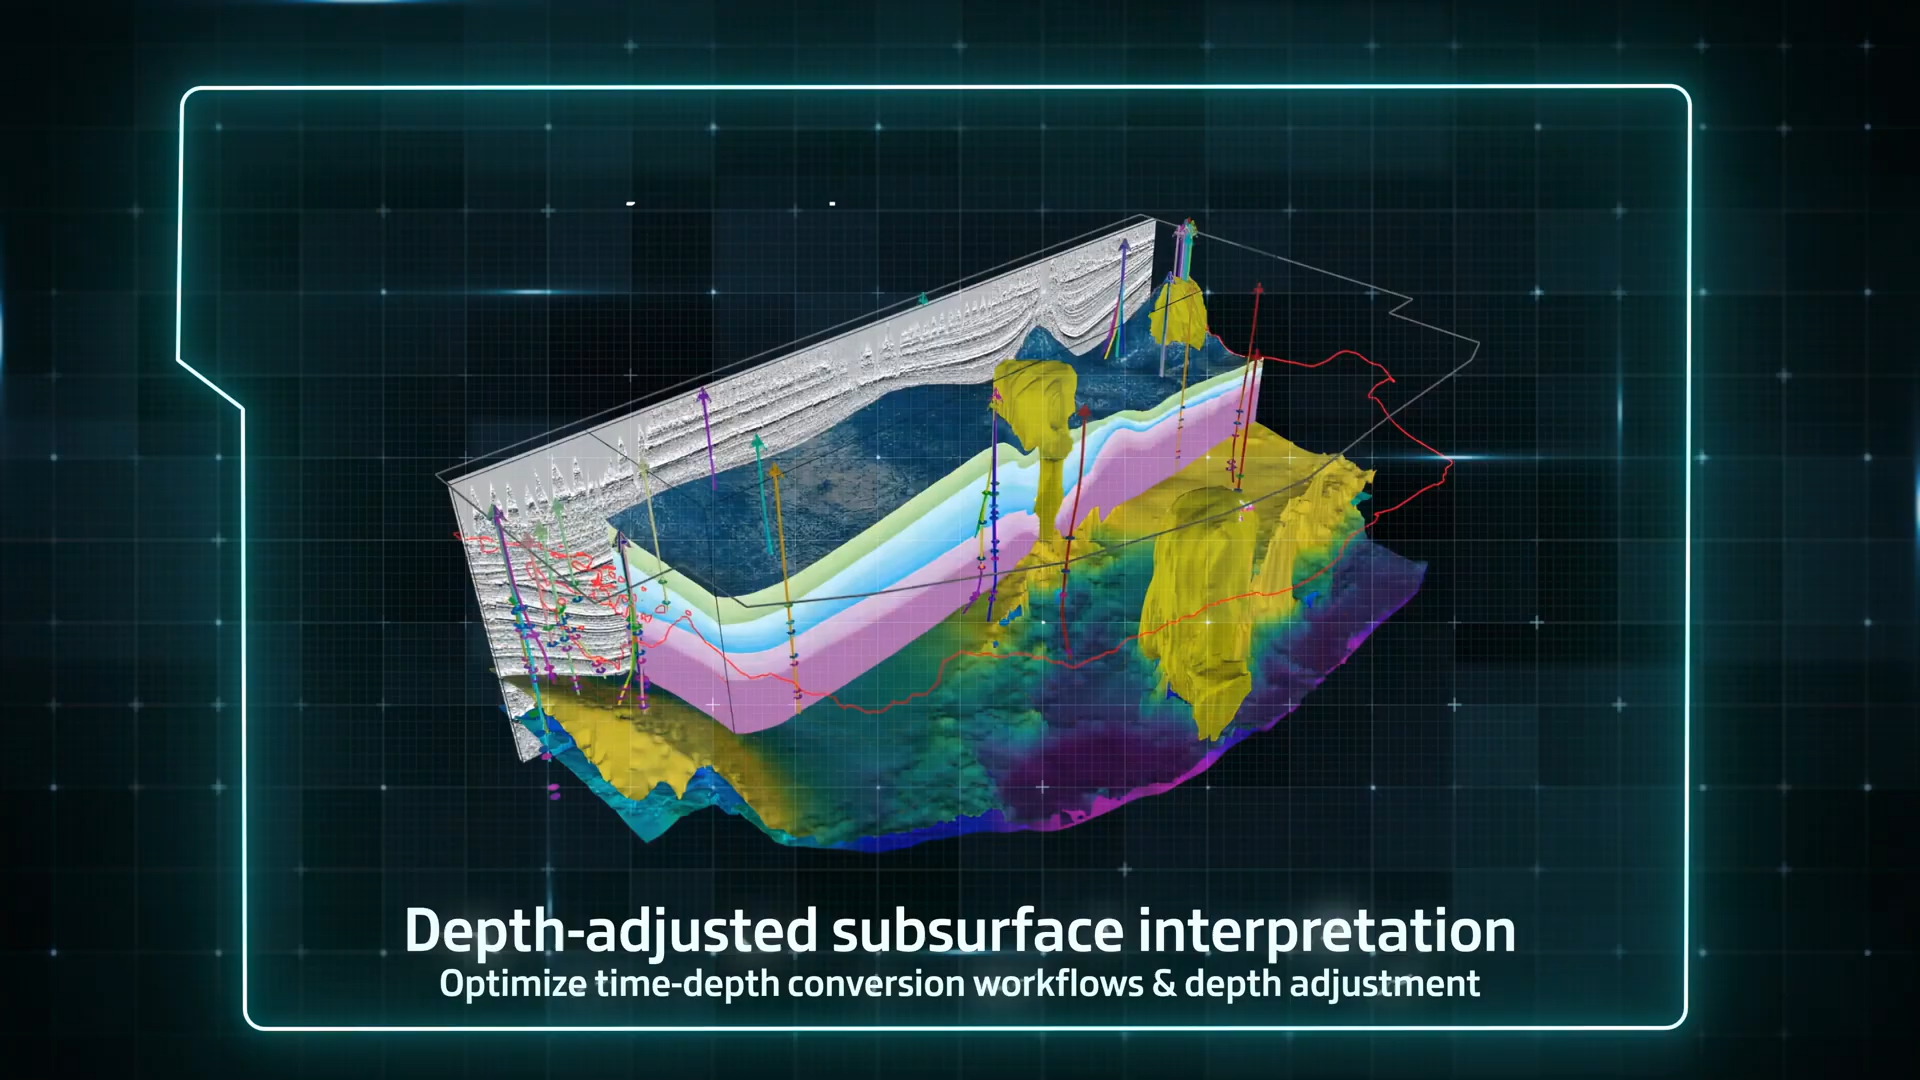 Depth-adjusted subsurface interpretation
Optimize time-depth conversion workflows & depth adjustment